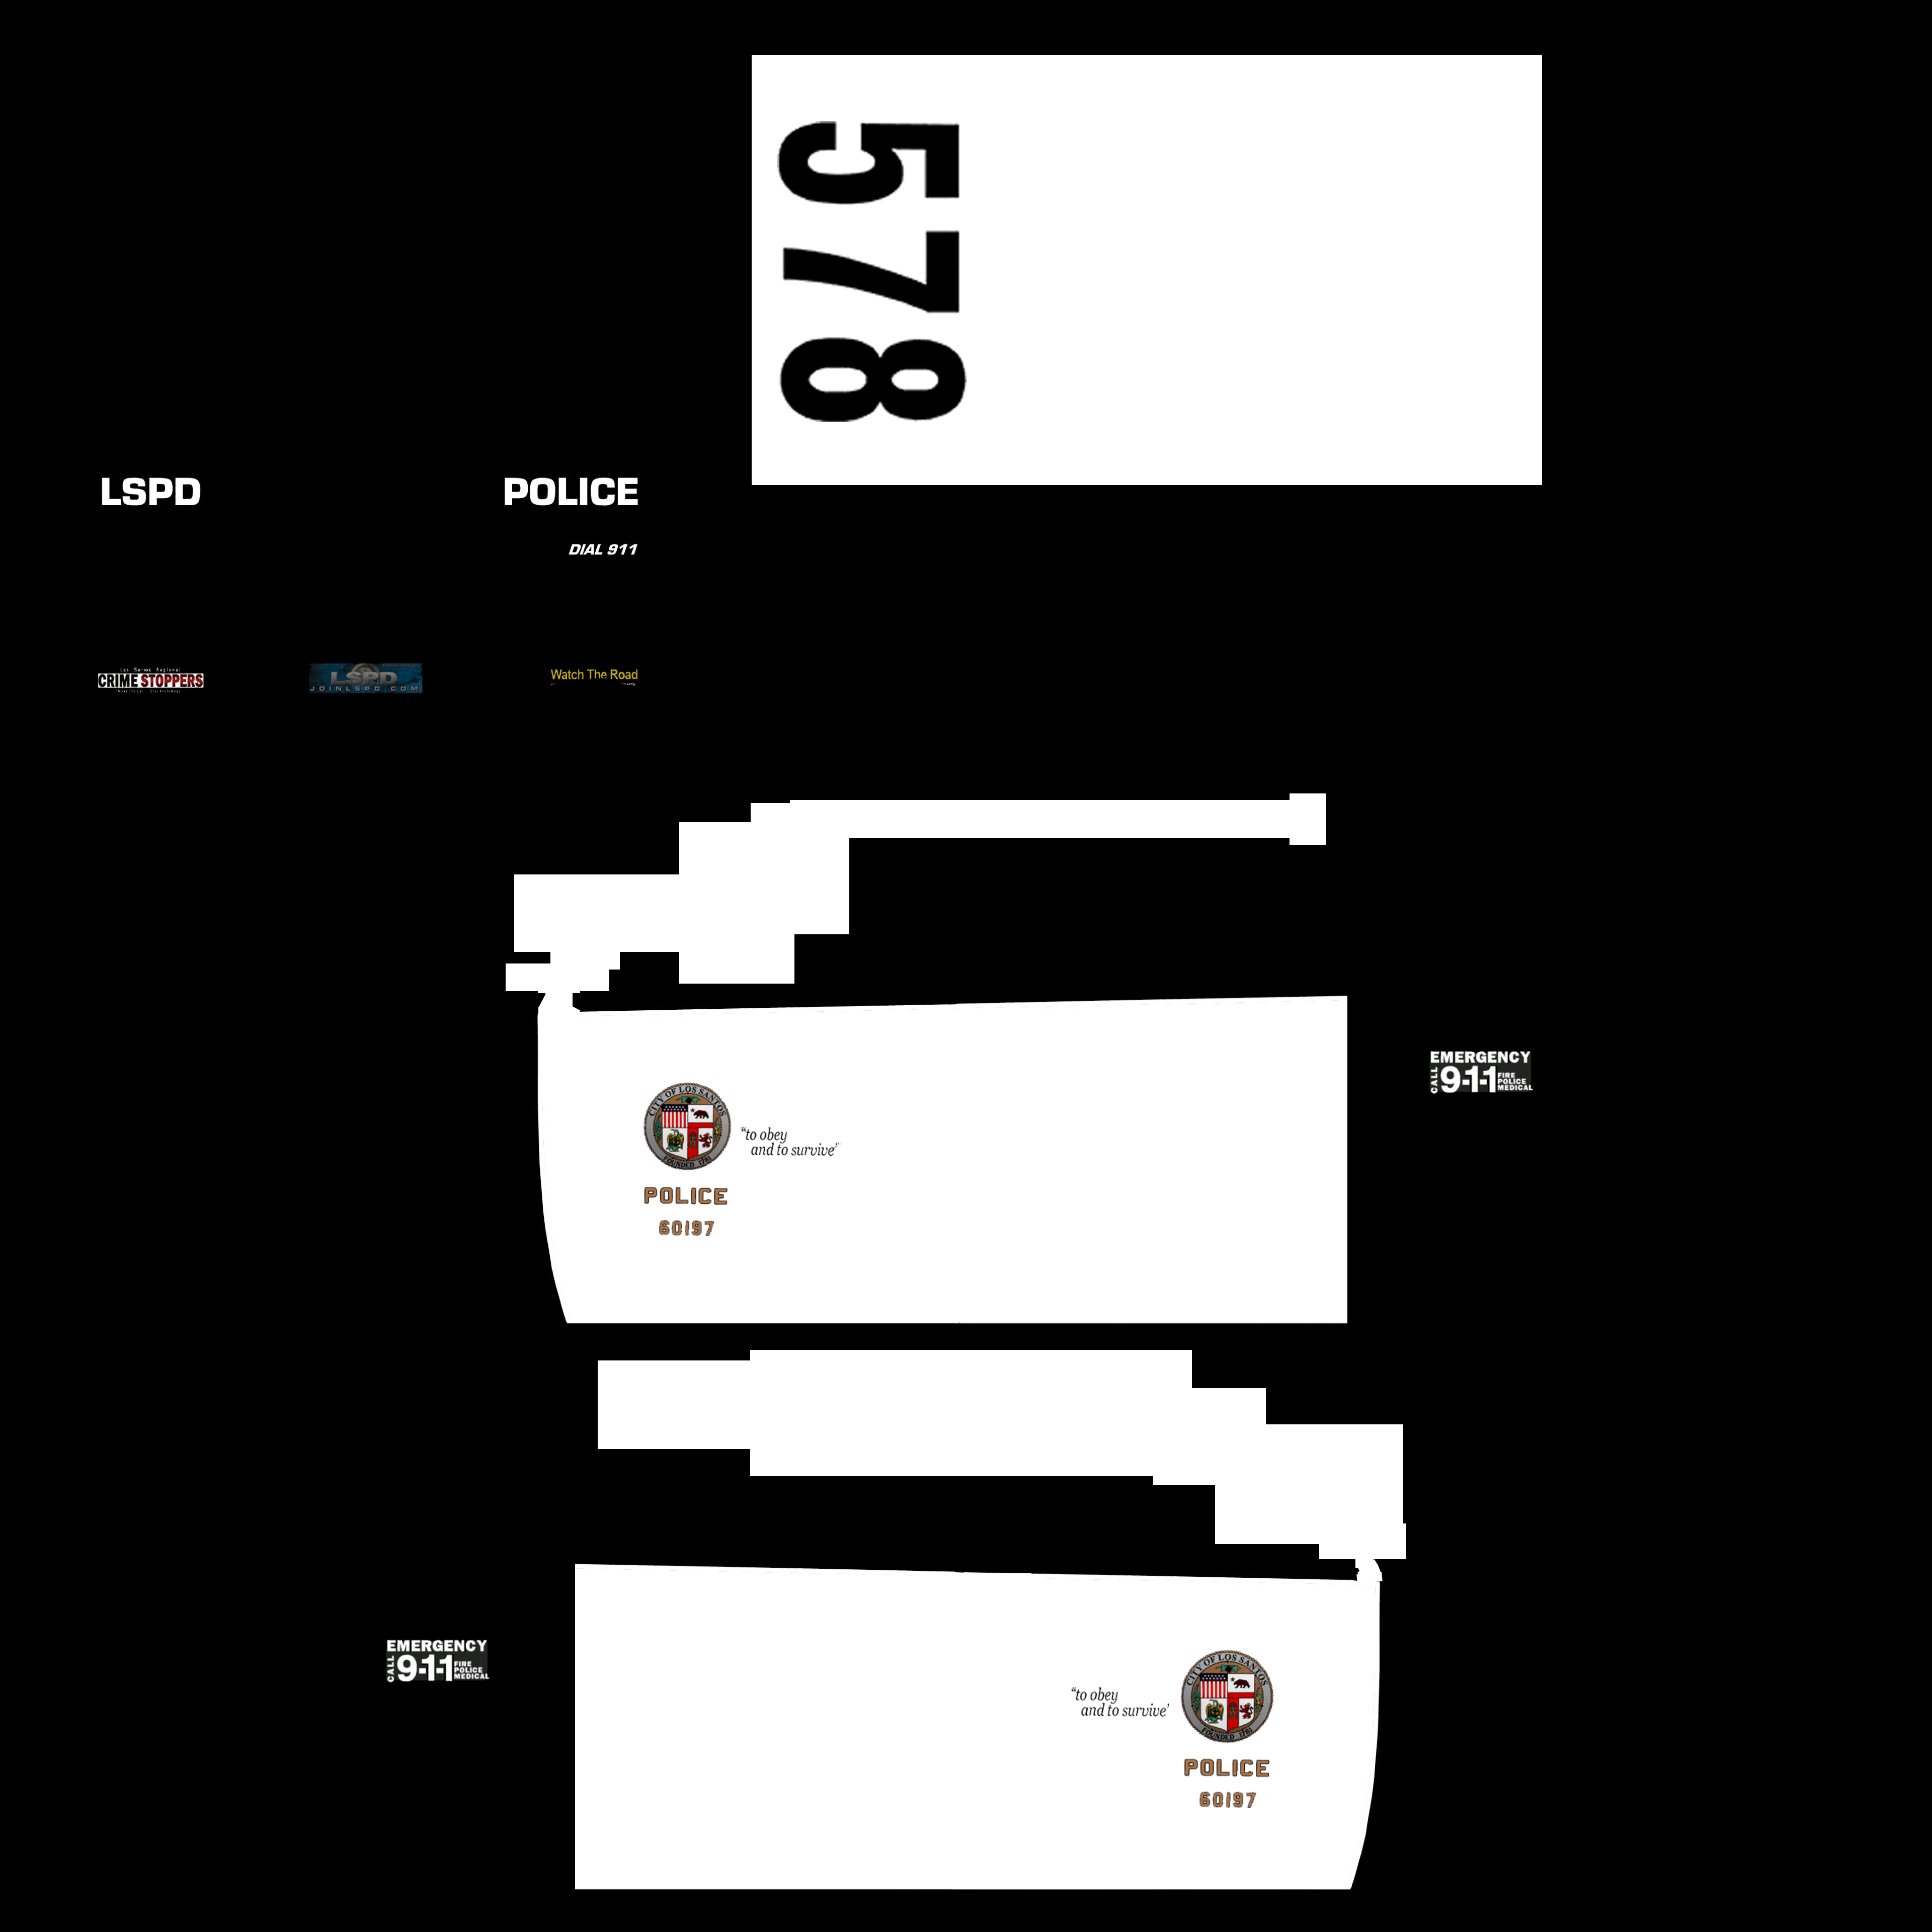 578
LSPD
POLICE
DIAL 911
Los Santos Regional
CRIME STOPPERS
LSPD
JOINLSPD.COM
Watch The Road
EMERGENCY
CALL
9-1-1
FIRE
POLICE
MEDICAL
CITY OF LOS SANTOS
FOUNDED 1781
“to obey
and to survive”
POLICE
60197
EMERGENCY
CALL
9-1-1
FIRE
POLICE
MEDICAL
“to obey
and to survive’
CITY OF LOS SANTOS
FOUNDED 1781
POLICE
60197